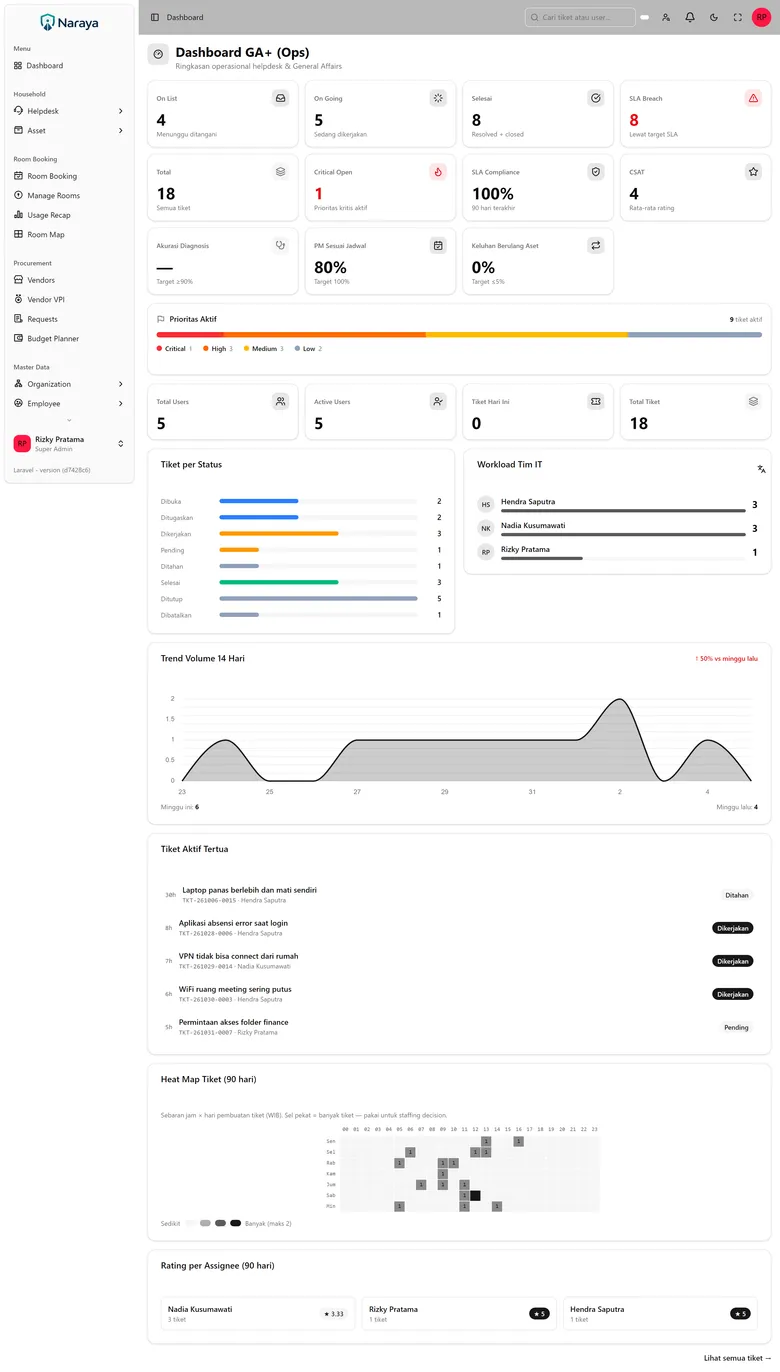 Naraya
Menu
Dashboard
Household
Helpdesk
Asset
Room Booking
Room Booking
Manage Rooms
Usage Recap
Room Map
Procurement
Vendors
Vendor VPI
Requests
Budget Planner
Master Data
Organization
Employee
RP
Rizky Pratama
Super Admin
Laravel - version (d7428c6)
Dashboard
Cari tiket atau user...
RP
Dashboard GA+ (Ops)
Ringkasan operasional helpdesk & General Affairs
On List
4
Menunggu ditangani
On Going
5
Sedang dikerjakan
Selesai
8
Resolved + closed
SLA Breach
8
Lewat target SLA
Total
18
Semua tiket
Critical Open
1
Prioritas kritis aktif
SLA Compliance
100%
90 hari terakhir
CSAT
4
Rata-rata rating
Akurasi Diagnosis
—
Target ≥90%
PM Sesuai Jadwal
80%
Target 100%
Keluhan Berulang Aset
0%
Target ≤5%
Prioritas Aktif
9 tiket aktif
Critical 1 High 3 Medium 3 Low 2
Total Users
5
Active Users
5
Tiket Hari Ini
0
Total Tiket
18
Tiket per Status
Dibuka 2
Ditugaskan 2
Dikerjakan 3
Pending 1
Ditahan 1
Selesai 3
Ditutup 5
Dibatalkan 1
Workload Tim IT
HS Hendra Saputra 3
NK Nadia Kusumawati 3
RP Rizky Pratama 1
Trend Volume 14 Hari
↑ 50% vs minggu lalu
2
1.5
1
0.5
0
23 25 27 29 31 2 4
Minggu ini: 6
Minggu lalu: 4
Tiket Aktif Tertua
30h
Laptop panas berlebih dan mati sendiri
TKT-261006-0015 · Hendra Saputra
Ditahan
8h
Aplikasi absensi error saat login
TKT-261028-0006 · Hendra Saputra
Dikerjakan
7h
VPN tidak bisa connect dari rumah
TKT-261029-0014 · Nadia Kusumawati
Dikerjakan
6h
WiFi ruang meeting sering putus
TKT-261030-0003 · Hendra Saputra
Dikerjakan
5h
Permintaan akses folder finance
TKT-261031-0007 · Rizky Pratama
Pending
Heat Map Tiket (90 hari)
Sebaran jam × hari pembuatan tiket (WIB). Sel pekat = banyak tiket — pakai untuk staffing decision.
00 01 02 03 04 05 06 07 08 09 10 11 12 13 14 15 16 17 18 19 20 21 22 23
Sen 1 1
Sel 1 1 1
Rab 1 1 1
Kam 1
Jum 1 1 1
Sab 1
Min 1 1 1
Sedikit
Banyak (maks 2)
Rating per Assignee (90 hari)
Nadia Kusumawati
3 tiket
★ 3.33
Rizky Pratama
1 tiket
★ 5
Hendra Saputra
1 tiket
★ 5
Lihat semua tiket →